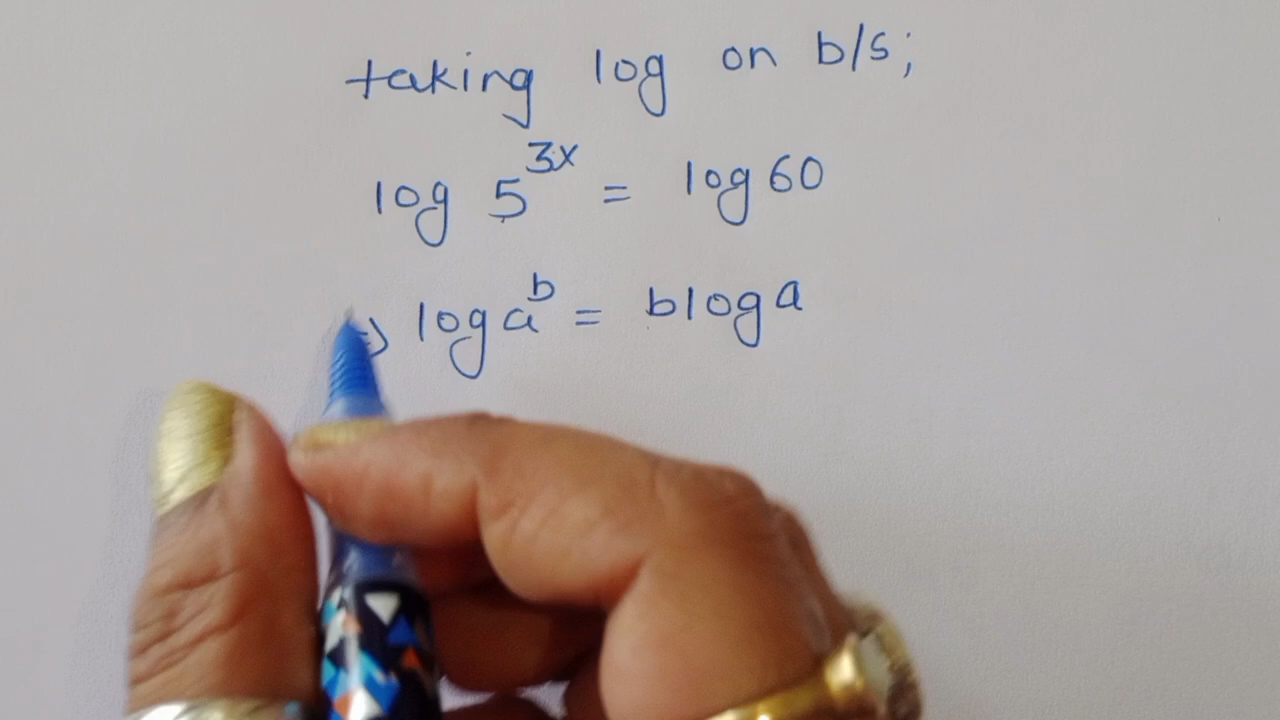 taking log on b/s;
log 5^3x = log 60
⇒ log a^b = b log a